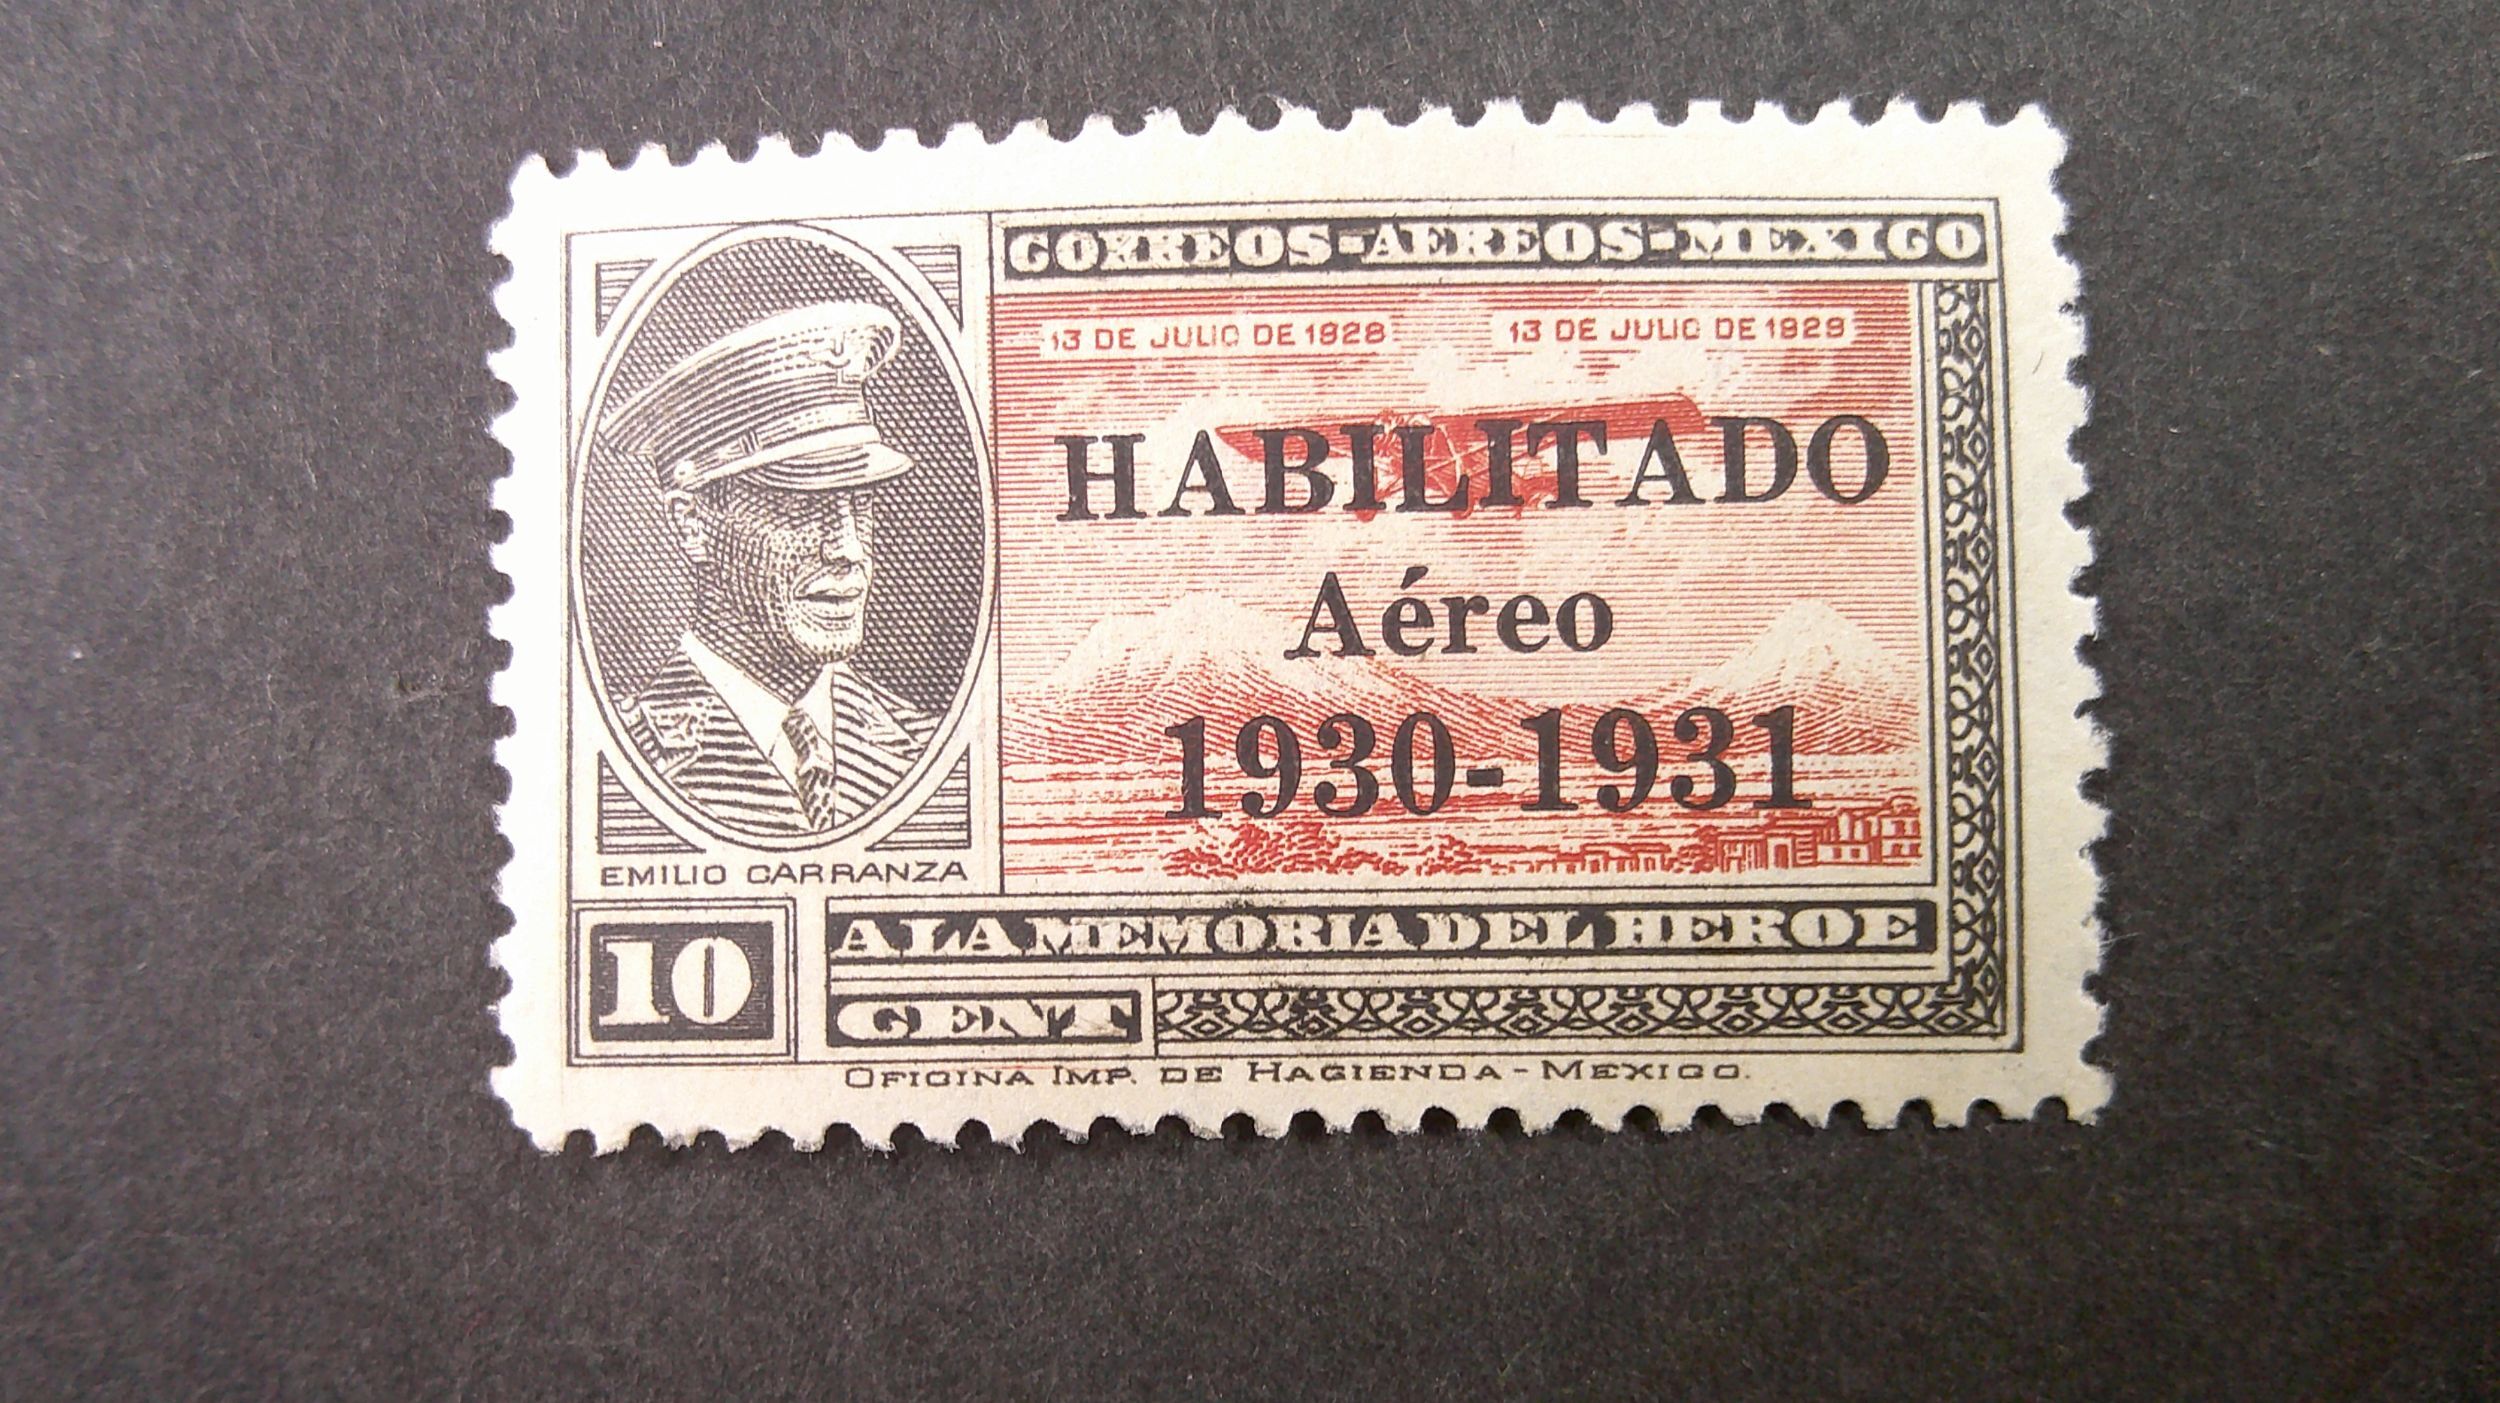 CORREOS-AEREOS-MEXICO
13 DE JULIO DE 1928 13 DE JULIO DE 1929
HABILITADO
Aéreo
1930-1931
EMILIO CARRANZA
10
A LA MEMORIA DEL HEROE
CENT
OFICINA IMP. DE HACIENDA-MEXICO.